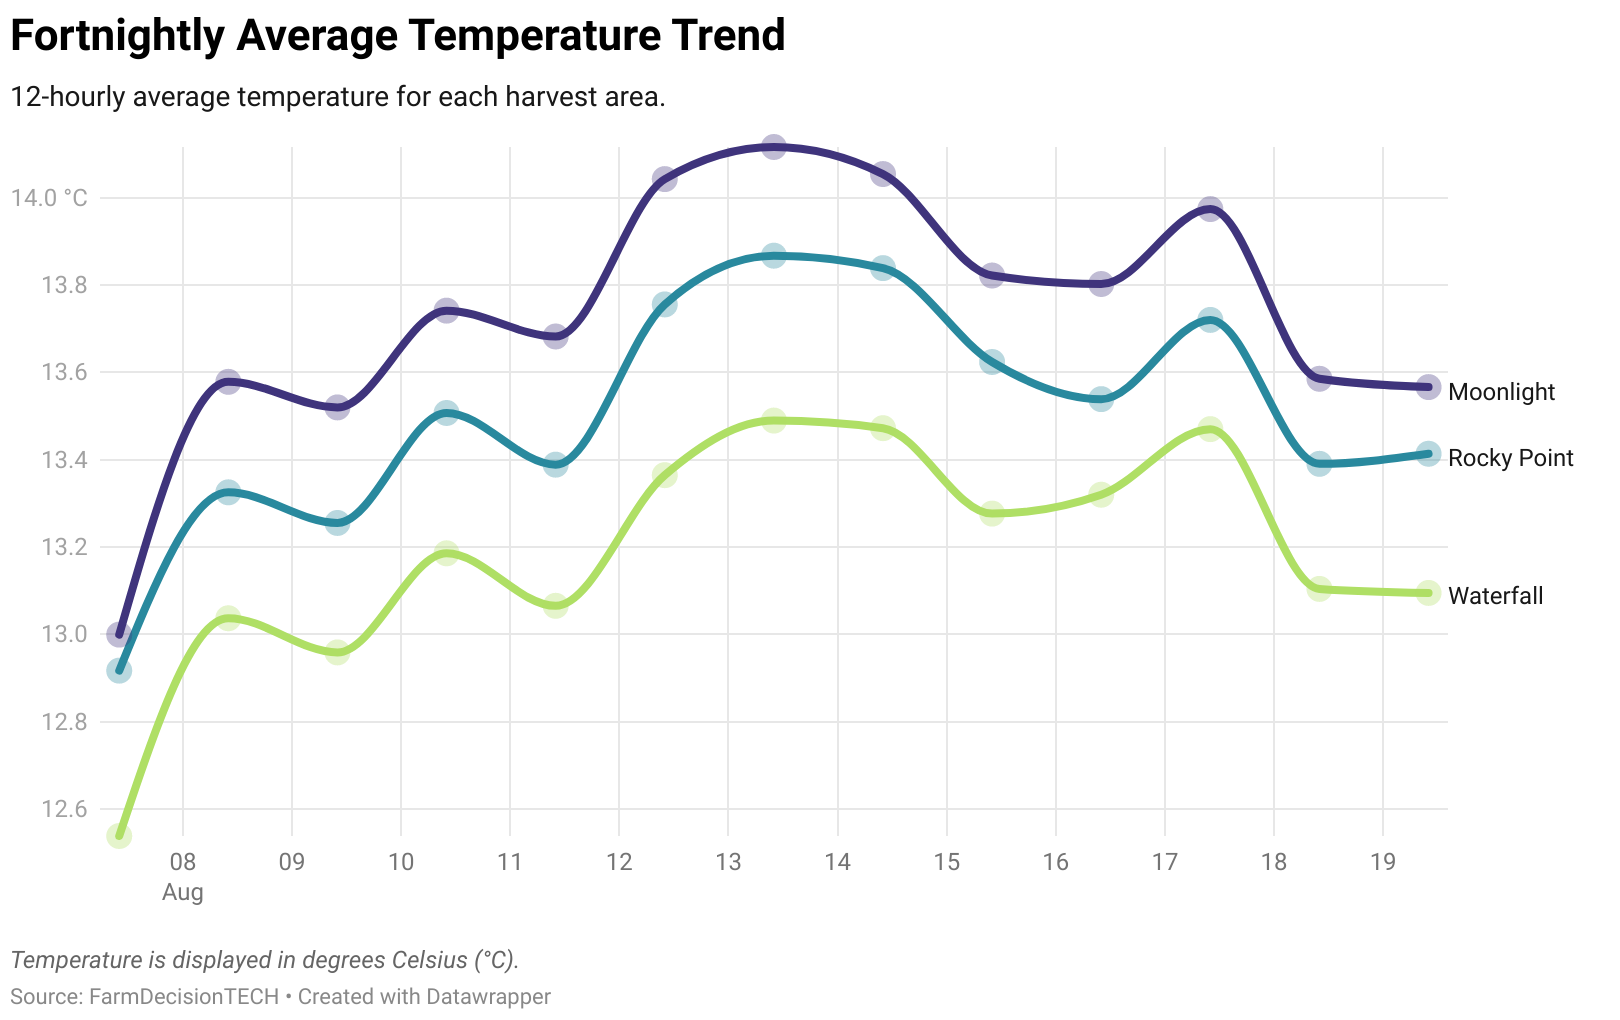 Fortnightly Average Temperature Trend
12-hourly average temperature for each harvest area.
14.0 °C
13.8
13.6
13.4
13.2
13.0
12.8
12.6
Moonlight
Rocky Point
Waterfall
08 09 10 11 12 13 14 15 16 17 18 19
Aug
Temperature is displayed in degrees Celsius (°C).
Source: FarmDecisionTECH • Created with Datawrapper